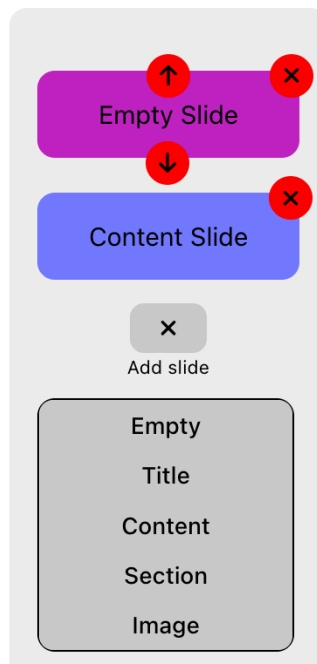 Empty Slide
Content Slide
Add slide
Empty
Title
Content
Section
Image